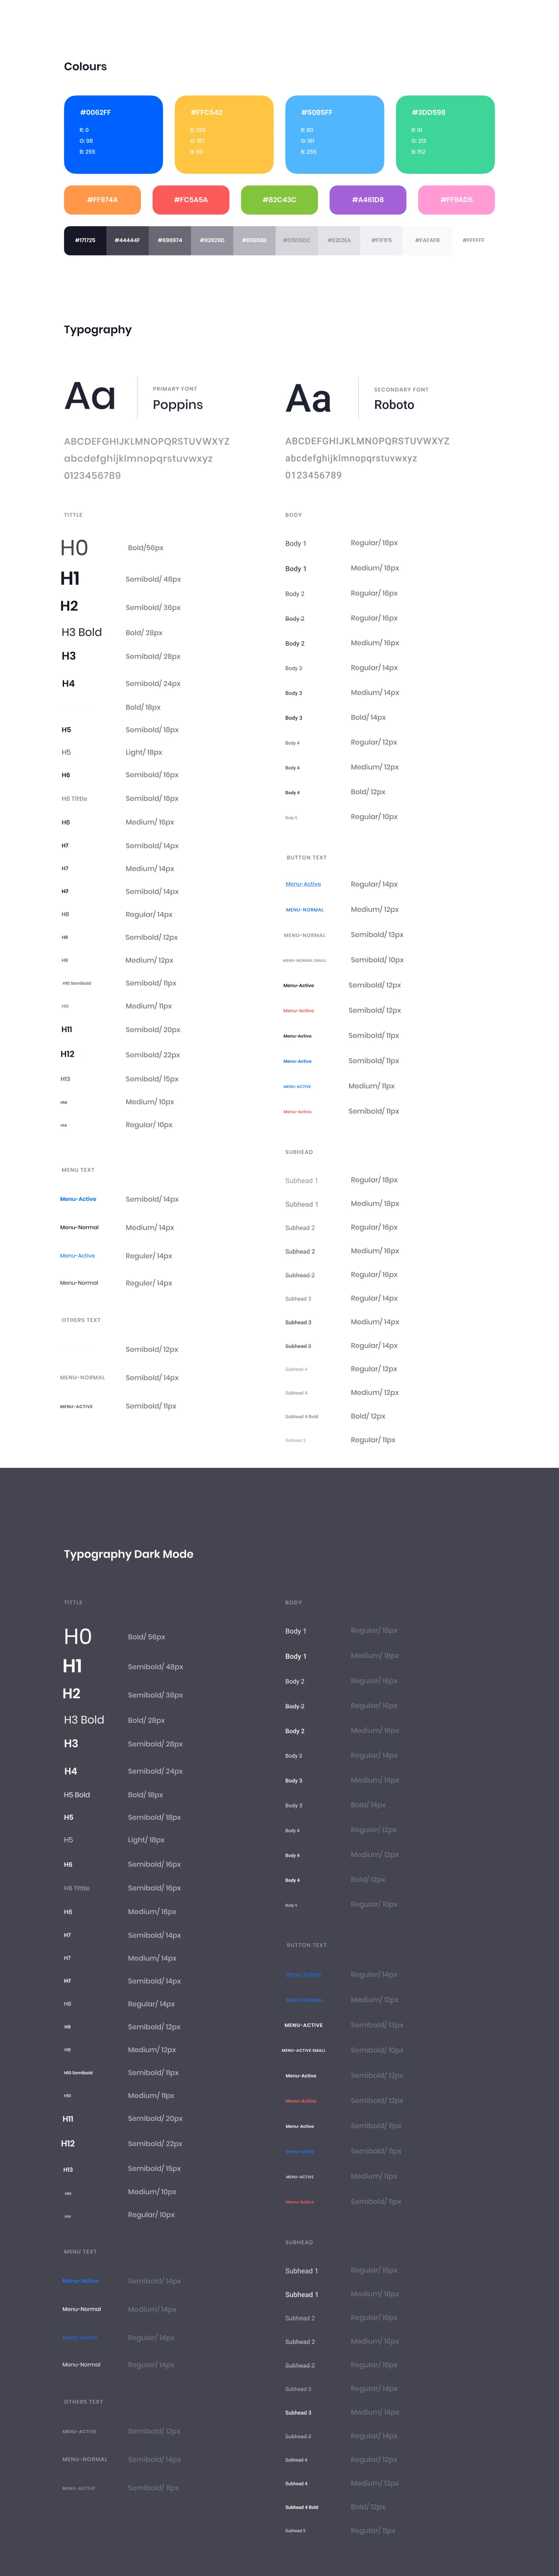 Colours
#0062FF
R: 0
G: 98
B: 255
#FFC542
#50B5FF
R: 80
G: 181
B: 255
#3DD598
R: 61
G: 213
B: 152
#FF974A
#FC5A5A
#82C43C
#A461D8
#FF9AD5
#171725
#44444F
#696974
#92929D
#B5B5BE
#D5D5DC
#E2E2EA
#F1F1F5
#FAFAFB
#FFFFFF
Typography
Aa
PRIMARY FONT
Poppins
ABCDEFGHIJKLMNOPQRSTUVWXYZ
abcdefghijklmnopqrstuvwxyz
0123456789
Aa
SECONDARY FONT
Roboto
ABCDEFGHIJKLMNOPQRSTUVWXYZ
abcdefghijklmnopqrstuvwxyz
0123456789
TITTLE
H0 Bold/56px
H1 Semibold/ 48px
H2 Semibold/ 36px
H3 Bold Bold/ 28px
H3 Semibold/ 28px
H4 Semibold/ 24px
Bold/ 18px
H5 Semibold/ 18px
H5 Light/ 18px
H6 Semibold/ 16px
H6 Tittle Semibold/ 16px
H6 Medium/ 16px
H7 Semibold/ 14px
H7 Medium/ 14px
H7 Semibold/ 14px
H8 Regular/ 14px
H9 Semibold/ 12px
H9 Medium/ 12px
H10 Semibold Semibold/ 11px
H10 Medium/ 11px
H11 Semibold/ 20px
H12 Semibold/ 22px
H13 Semibold/ 15px
H14 Medium/ 10px
H14 Regular/ 10px
MENU TEXT
Menu-Active Semibold/ 14px
Menu-Normal Medium/ 14px
Menu-Active Reguler/ 14px
Menu-Normal Reguler/ 14px
OTHERS TEXT
Semibold/ 12px
MENU-NORMAL Semibold/ 14px
MENU-ACTIVE Semibold/ 11px
BODY
Body 1 Regular/ 18px
Body 1 Medium/ 18px
Body 2 Regular/ 16px
Body 2 Regular/ 16px
Body 2 Medium/ 16px
Body 3 Regular/ 14px
Body 3 Medium/ 14px
Body 3 Bold/ 14px
Body 4 Regular/ 12px
Body 4 Medium/ 12px
Body 4 Bold/ 12px
Body 5 Regular/ 10px
BUTTON TEXT
Menu-Active Regular/ 14px
MENU-NORMAL Medium/ 12px
MENU-NORMAL Semibold/ 13px
MENU-NORMAL SMALL Semibold/ 10px
Menu-Active Semibold/ 12px
Menu-Active Semibold/ 12px
Menu-Active Semibold/ 11px
Menu-Active Semibold/ 11px
MENU-ACTIVE Medium/ 11px
Menu-Active Semibold/ 11px
SUBHEAD
Subhead 1 Regular/ 18px
Subhead 1 Medium/ 18px
Subhead 2 Regular/ 16px
Subhead 2 Medium/ 16px
Subhead 2 Regular/ 16px
Subhead 3 Regular/ 14px
Subhead 3 Medium/ 14px
Subhead 3 Regular/ 14px
Subhead 4 Regular/ 12px
Subhead 4 Medium/ 12px
Subhead 4 Bold Bold/ 12px
Subhead 5 Regular/ 11px
Typography Dark Mode
TITTLE
H0 Bold/ 56px
H1 Semibold/ 48px
H2 Semibold/ 36px
H3 Bold Bold/ 28px
H3 Semibold/ 28px
H4 Semibold/ 24px
H5 Bold Bold/ 18px
H5 Semibold/ 18px
H5 Light/ 18px
H6 Semibold/ 16px
H6 Tittle Semibold/ 16px
H6 Medium/ 16px
H7 Semibold/ 14px
H7 Medium/ 14px
H7 Semibold/ 14px
H8 Regular/ 14px
H9 Semibold/ 12px
H9 Medium/ 12px
H10 Semibold Semibold/ 11px
H10 Medium/ 11px
H11 Semibold/ 20px
H12 Semibold/ 22px
H13 Semibold/ 15px
H14 Medium/ 10px
H14 Regular/ 10px
MENU TEXT
Menu-Active Semibold/ 14px
Menu-Normal Medium/ 14px
Menu-Active Reguler/ 14px
Menu-Normal Reguler/ 14px
OTHERS TEXT
MENU-ACTIVE Semibold/ 12px
MENU-NORMAL Semibold/ 14px
MENU-ACTIVE Semibold/ 11px
BODY
Body 1 Regular/ 18px
Body 1 Medium/ 18px
Body 2 Regular/ 16px
Body 2 Regular/ 16px
Body 2 Medium/ 16px
Body 3 Regular/ 14px
Body 3 Medium/ 14px
Body 3 Bold/ 14px
Body 4 Reguler/ 12px
Body 4 Medium/ 12px
Body 4 Bold/ 12px
Body 5 Regular/ 10px
BUTTON TEXT
Menu-Active Reguler/ 14px
MENU-NORMAL Medium/ 12px
MENU-ACTIVE Semibold/ 13px
MENU-ACTIVE SMALL Semibold/ 10px
Menu-Active Semibold/ 12px
Menu-Active Semibold/ 12px
Menu-Active Semibold/ 11px
Menu-Active Semibold/ 11px
MENU-ACTIVE Medium/ 11px
Menu-Active Semibold/ 11px
SUBHEAD
Subhead 1 Regular/ 18px
Subhead 1 Medium/ 18px
Subhead 2 Regular/ 16px
Subhead 2 Medium/ 16px
Subhead 2 Regular/ 16px
Subhead 3 Regular/ 14px
Subhead 3 Medium/ 14px
Subhead 3 Regular/ 14px
Subhead 4 Regular/ 12px
Subhead 4 Medium/ 12px
Subhead 4 Bold Bold/ 12px
Subhead 5 Regular/ 11px